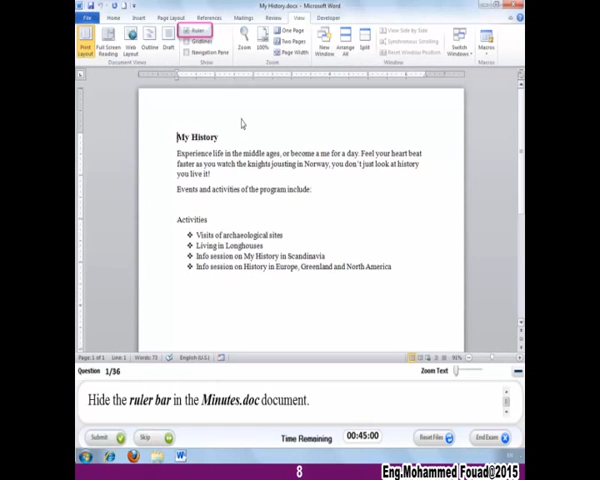 My History.docx - Microsoft Word
File Home Insert Page Layout References Mailings Review View Developer
Print Layout Full Screen Reading Web Layout Outline Draft
Document Views
Ruler
Gridlines
Navigation Pane
Show
Zoom 100%
One Page
Two Pages
Page Width
Zoom
New Window Arrange All Split
View Side by Side
Synchronous Scrolling
Reset Window Position
Window
Switch Windows
Macros
Macros
My History
Experience life in the middle ages, or become a me for a day. Feel your heart beat
faster as you watch the knights jousting in Norway, you don't just look at history
you live it!
Events and activities of the program include:
Activities
❖ Visits of archaeological sites
❖ Living in Longhouses
❖ Info session on My History in Scandinavia
❖ Info session on History in Europe, Greenland and North America
Page: 1 of 1 Line: 1 Words: 73 English (U.S.) 91%
Question 1/36 Zoom Text
Hide the ruler bar in the Minutes.doc document.
Submit Skip Time Remaining 00:45:00 Reset Files End Exam
EN
8 Eng.Mohammed Fouad@2015